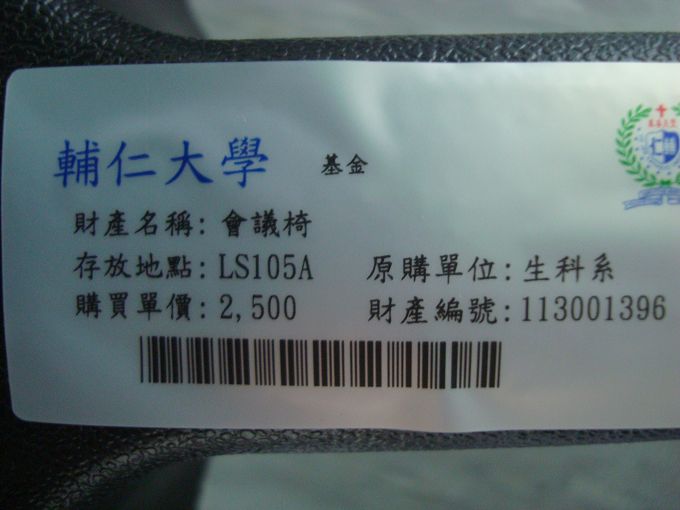 輔仁大學 基金
財產名稱: 會議椅
存放地點: LS105A 原購單位: 生科系
購買單價: 2,500 財產編號: 113001396